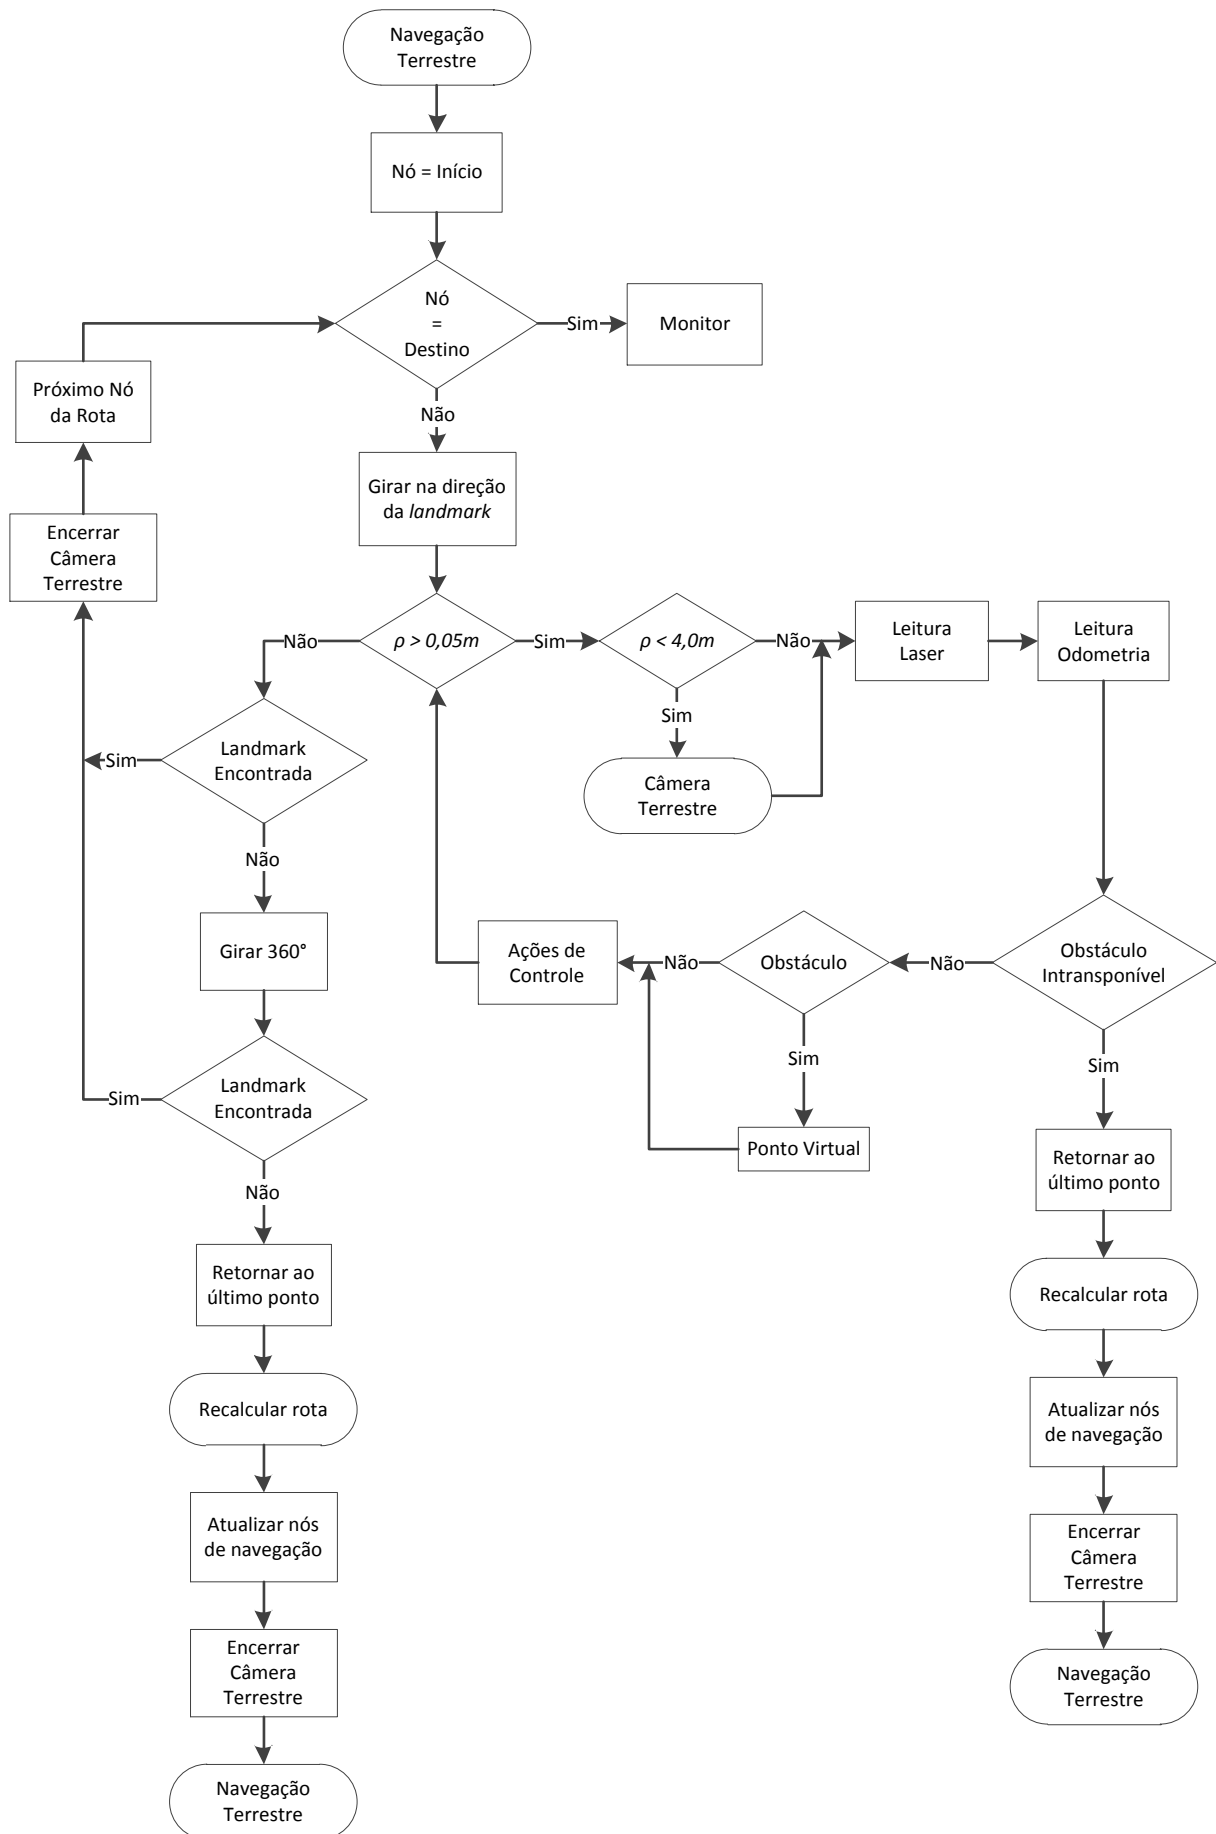 Navegação
Terrestre
Nó = Início
Nó
=
Destino
Sim
Monitor
Próximo Nó
da Rota
Não
Girar na direção
da landmark
Encerrar
Câmera
Terrestre
Não
ρ > 0,05m
Sim
ρ < 4,0m
Não
Leitura
Laser
Leitura
Odometria
Sim
Câmera
Terrestre
Sim
Landmark
Encontrada
Não
Girar 360°
Ações de
Controle
Não
Obstáculo
Não
Obstáculo
Intransponível
Sim
Sim
Sim
Landmark
Encontrada
Ponto Virtual
Retornar ao
último ponto
Não
Retornar ao
último ponto
Recalcular rota
Recalcular rota
Atualizar nós
de navegação
Atualizar nós
de navegação
Encerrar
Câmera
Terrestre
Encerrar
Câmera
Terrestre
Navegação
Terrestre
Navegação
Terrestre